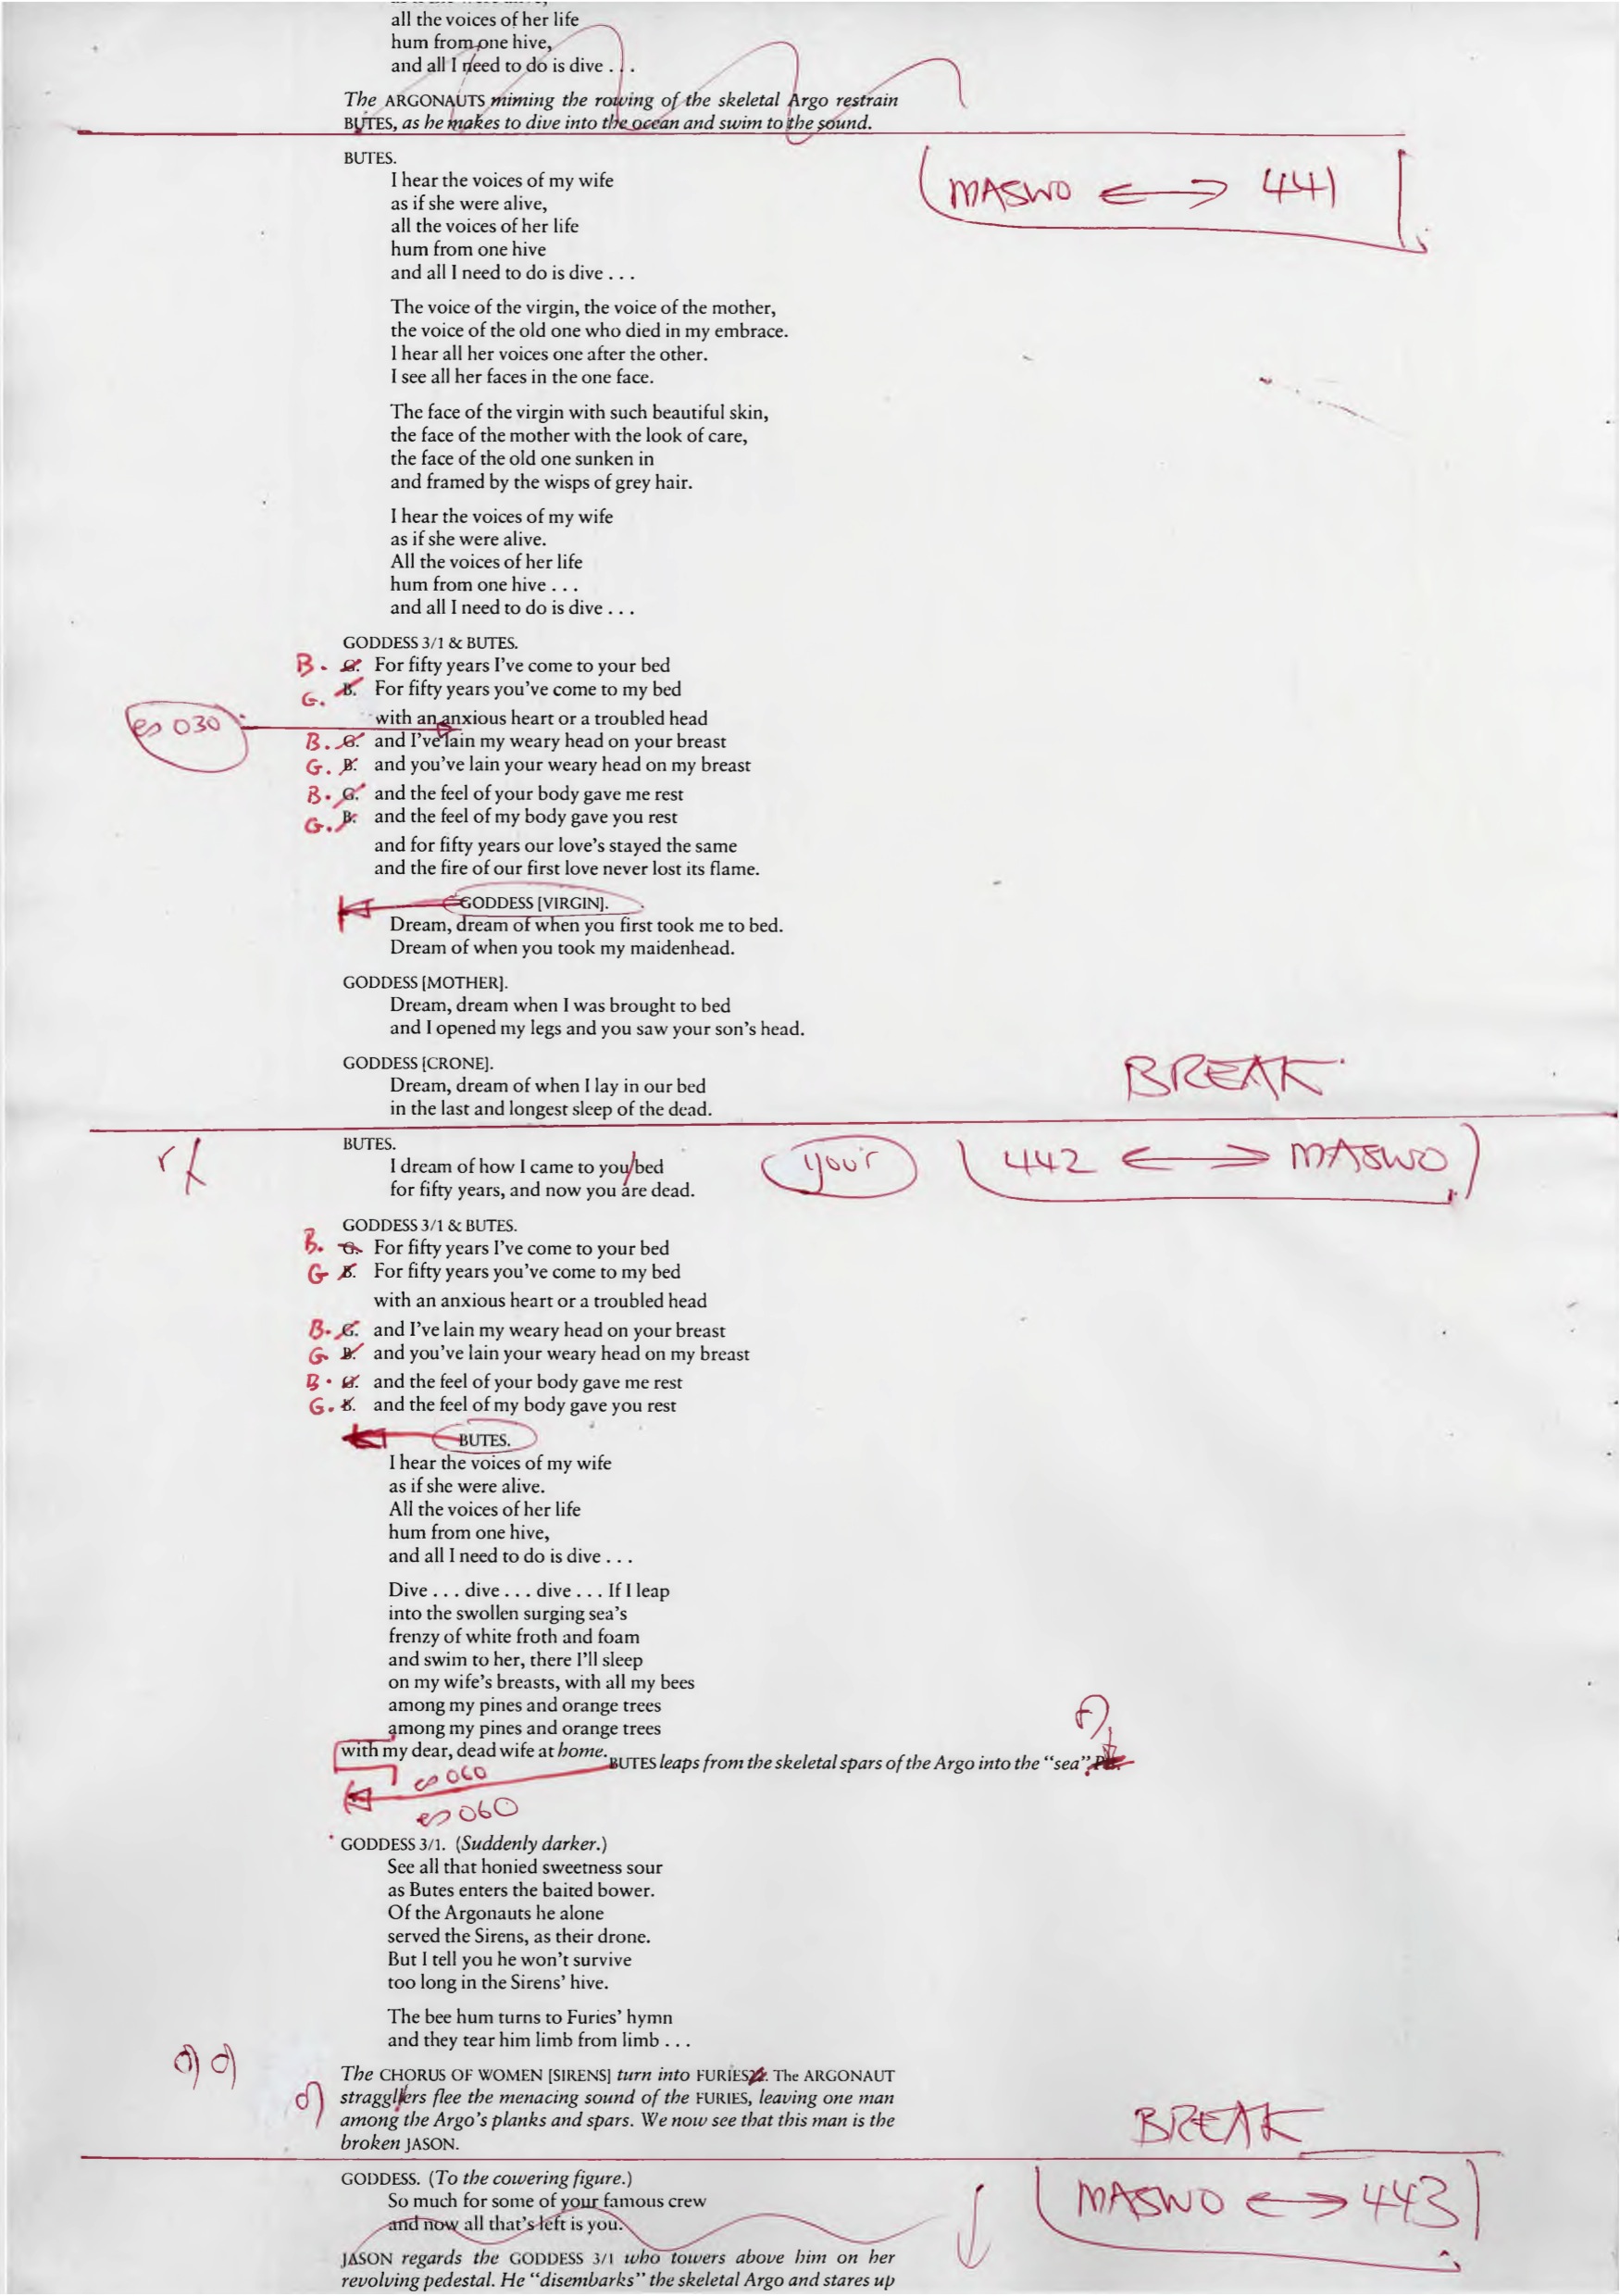 all the voices of her life
hum from one hive,
and all I need to do is dive . . .
The ARGONAUTS miming the rowing of the skeletal Argo restrain
BUTES, as he makes to dive into the ocean and swim to the sound.
BUTES.
MASWO ⟷ 441
I hear the voices of my wife
as if she were alive,
all the voices of her life
hum from one hive
and all I need to do is dive . . .
The voice of the virgin, the voice of the mother,
the voice of the old one who died in my embrace.
I hear all her voices one after the other.
I see all her faces in the one face.
The face of the virgin with such beautiful skin,
the face of the mother with the look of care,
the face of the old one sunken in
and framed by the wisps of grey hair.
I hear the voices of my wife
as if she were alive.
All the voices of her life
hum from one hive . . .
and all I need to do is dive . . .
GODDESS 3/1 & BUTES.
B. G. For fifty years I've come to your bed
G. B. For fifty years you've come to my bed
030
with an anxious heart or a troubled head
B. G. and I've lain my weary head on your breast
G. B. and you've lain your weary head on my breast
B. G. and the feel of your body gave me rest
G. B. and the feel of my body gave you rest
and for fifty years our love's stayed the same
and the fire of our first love never lost its flame.
GODDESS [VIRGIN].
Dream, dream of when you first took me to bed.
Dream of when you took my maidenhead.
GODDESS [MOTHER].
Dream, dream when I was brought to bed
and I opened my legs and you saw your son's head.
GODDESS [CRONE].
Dream, dream of when I lay in our bed
in the last and longest sleep of the dead.
BREAK
BUTES.
r/
I dream of how I came to you/bed
your
442 ⟷ MASWO
for fifty years, and now you are dead.
GODDESS 3/1 & BUTES.
B. G. For fifty years I've come to your bed
G B. For fifty years you've come to my bed
with an anxious heart or a troubled head
B. G. and I've lain my weary head on your breast
G. B. and you've lain your weary head on my breast
B. G. and the feel of your body gave me rest
G. B. and the feel of my body gave you rest
BUTES.
I hear the voices of my wife
as if she were alive.
All the voices of her life
hum from one hive,
and all I need to do is dive . . .
Dive . . . dive . . . dive . . . If I leap
into the swollen surging sea's
frenzy of white froth and foam
and swim to her, there I'll sleep
on my wife's breasts, with all my bees
among my pines and orange trees
among my pines and orange trees
with my dear, dead wife at home.
BUTES leaps from the skeletal spars of the Argo into the "sea".
060
060
GODDESS 3/1. (Suddenly darker.)
See all that honied sweetness sour
as Butes enters the baited bower.
Of the Argonauts he alone
served the Sirens, as their drone.
But I tell you he won't survive
too long in the Sirens' hive.
The bee hum turns to Furies' hymn
and they tear him limb from limb . . .
The CHORUS OF WOMEN [SIRENS] turn into FURIES. The ARGONAUT
stragglers flee the menacing sound of the FURIES, leaving one man
among the Argo's planks and spars. We now see that this man is the
broken JASON.
BREAK
GODDESS. (To the cowering figure.)
MASWO ⟷ 443
So much for some of your famous crew
and now all that's left is you.
JASON regards the GODDESS 3/1 who towers above him on her
revolving pedestal. He "disembarks" the skeletal Argo and stares up